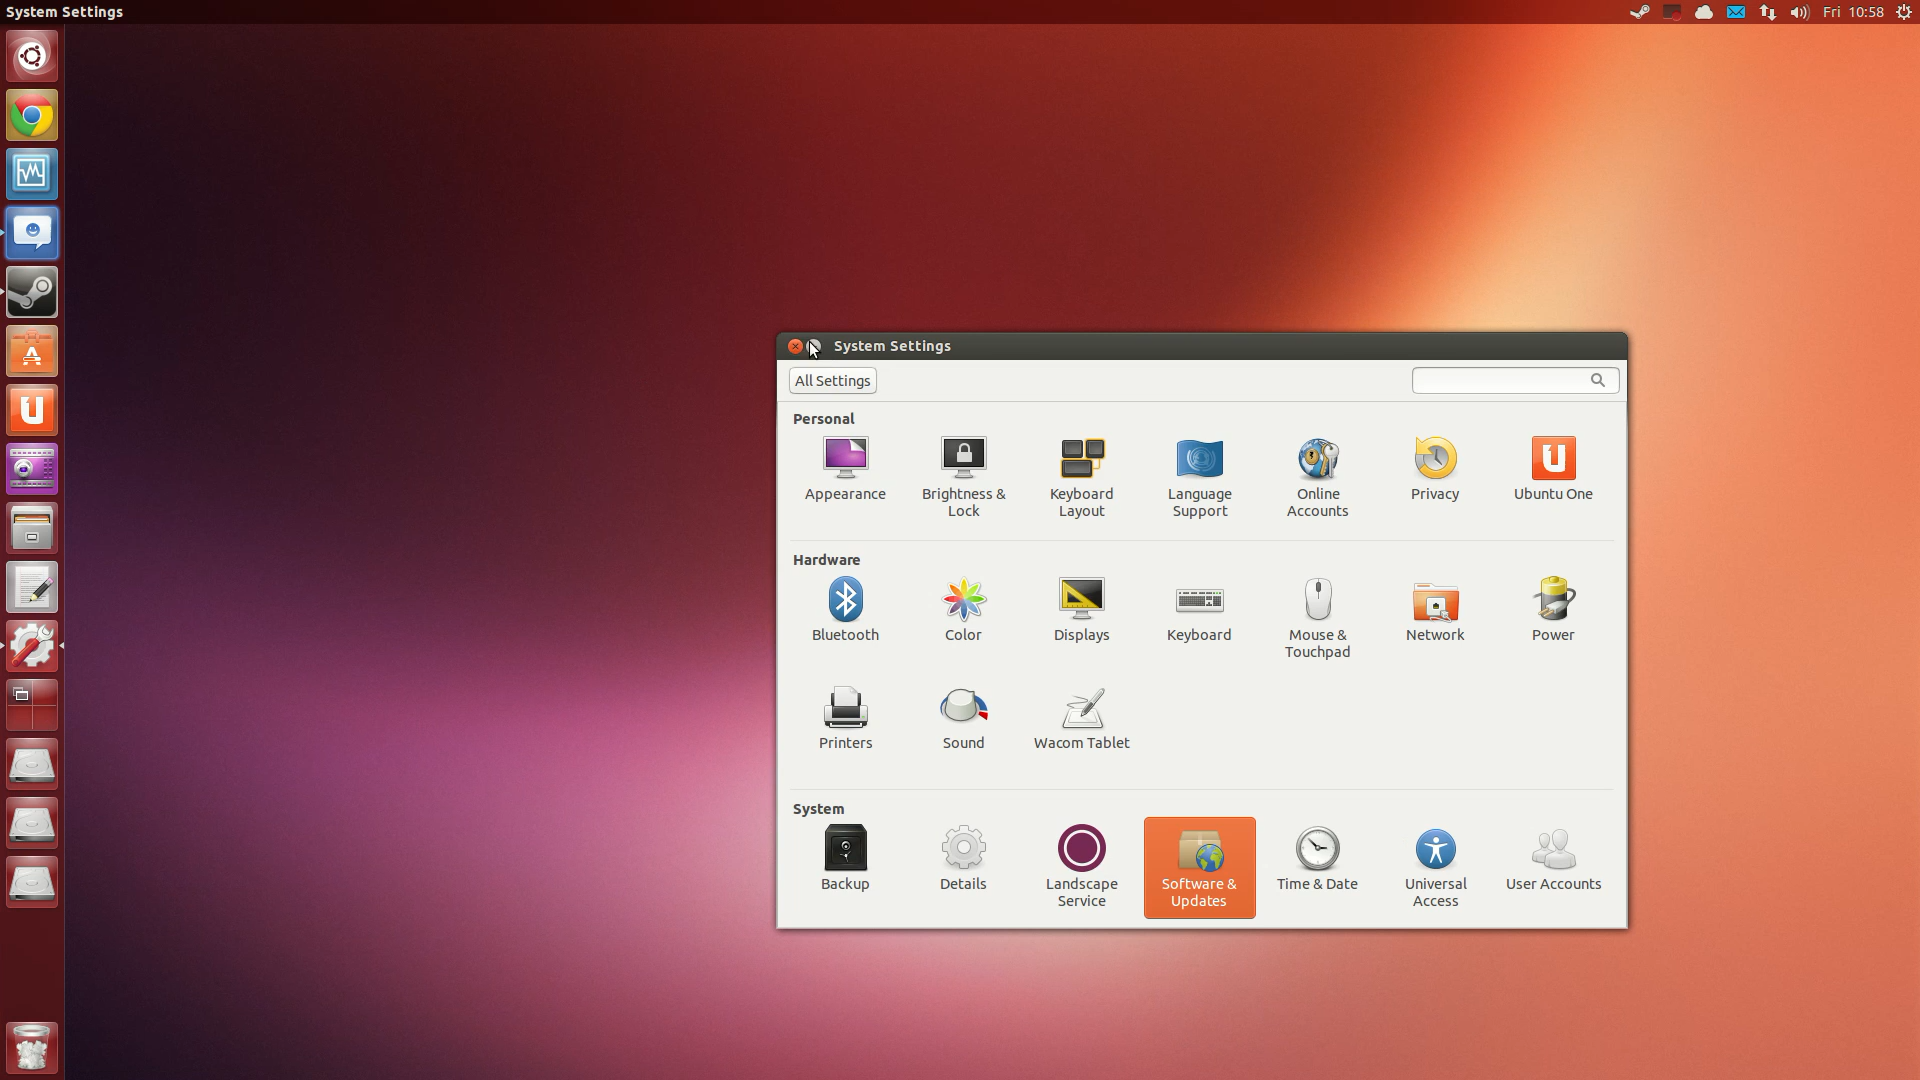 System Settings
Fri 10:58
System Settings
All Settings
Personal
Appearance
Brightness &
Lock
Keyboard
Layout
Language
Support
Online
Accounts
Privacy
Ubuntu One
Hardware
Bluetooth
Color
Displays
Keyboard
Mouse &
Touchpad
Network
Power
Printers
Sound
Wacom Tablet
System
Backup
Details
Landscape
Service
Software &
Updates
Time & Date
Universal
Access
User Accounts